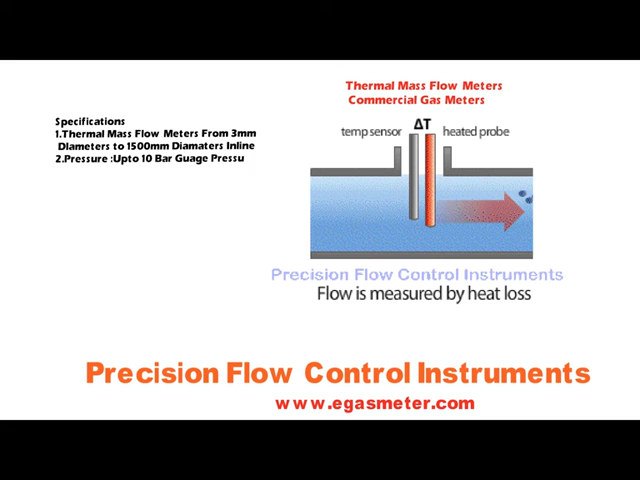 Thermal Mass Flow Meters
Commercial Gas Meters
Specifications
1.Thermal Mass Flow Meters From 3mm
DIameters to 1500mm Diamaters Inline
2.Pressure :Upto 10 Bar Guage Pressu
ΔT
temp sensor
heated probe
Precision Flow Control Instruments
Flow is measured by heat loss
Precision Flow Control Instruments
www.egasmeter.com